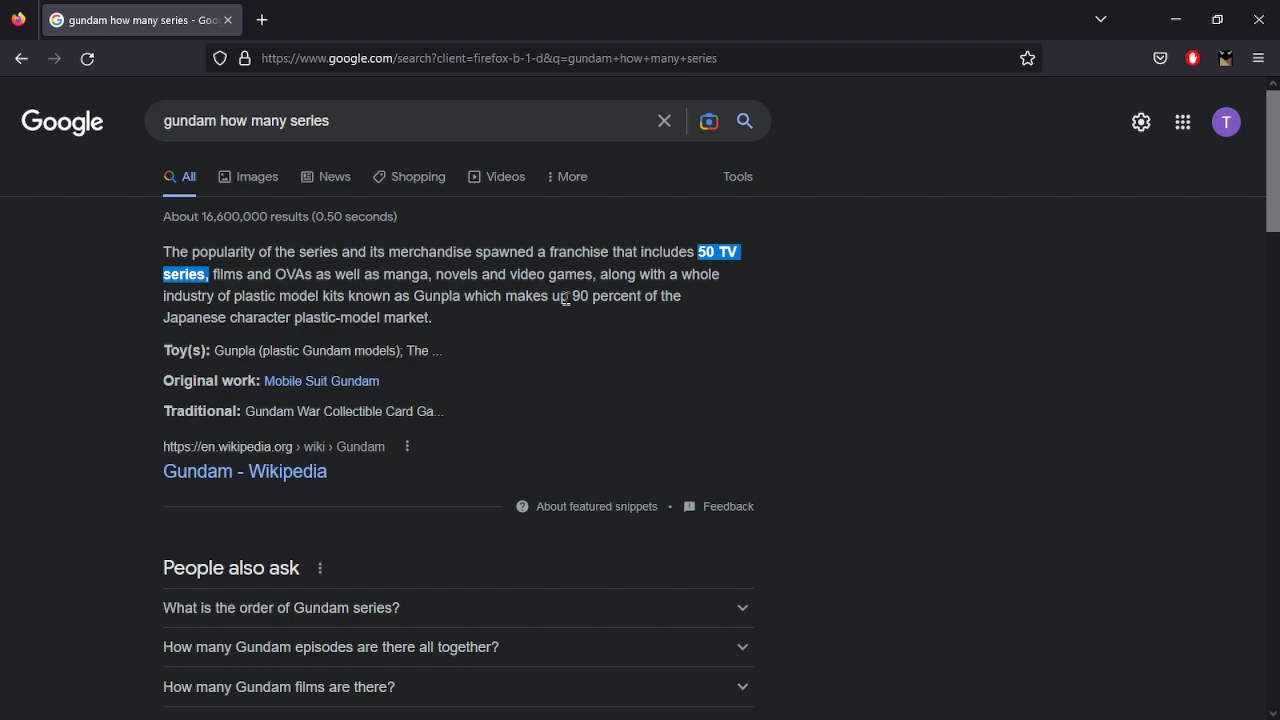 gundam how many series - Goo
https://www.google.com/search?client=firefox-b-1-d&q=gundam+how+many+series
Google
gundam how many series
T
All Images News Shopping Videos More Tools
About 16,600,000 results (0.50 seconds)
The popularity of the series and its merchandise spawned a franchise that includes 50 TV
series, films and OVAs as well as manga, novels and video games, along with a whole
industry of plastic model kits known as Gunpla which makes up 90 percent of the
Japanese character plastic-model market.
Toy(s): Gunpla (plastic Gundam models); The ...
Original work: Mobile Suit Gundam
Traditional: Gundam War Collectible Card Ga...
https://en.wikipedia.org › wiki › Gundam
Gundam - Wikipedia
About featured snippets • Feedback
People also ask
What is the order of Gundam series?
How many Gundam episodes are there all together?
How many Gundam films are there?